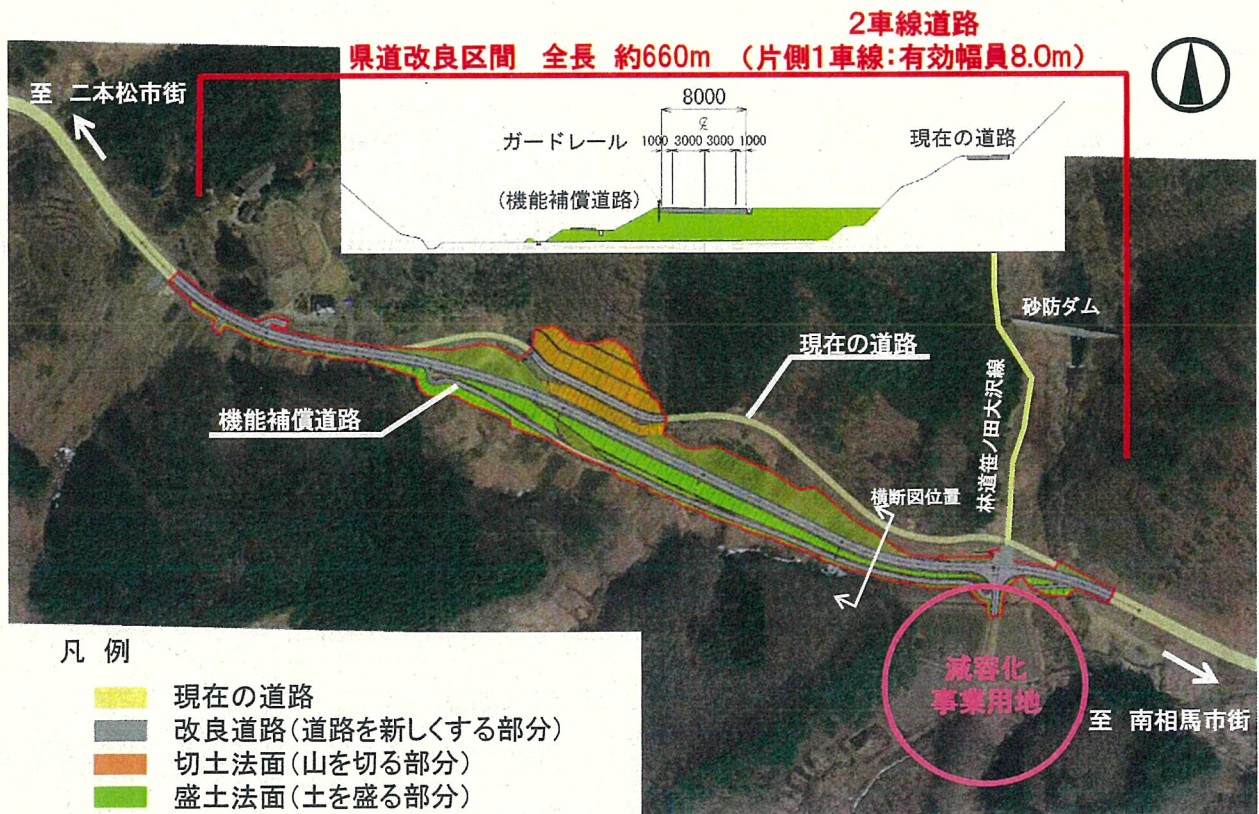 2車線道路
県道改良区間 全長 約660m (片側1車線:有効幅員8.0m)
至 二本松市街
8000
℄
ガードレール
1000 3000 3000 1000
現在の道路
(機能補償道路)
砂防ダム
現在の道路
林道笹ノ田大沢線
機能補償道路
横断図位置
減容化
事業用地
至 南相馬市街
凡 例
現在の道路
改良道路(道路を新しくする部分)
切土法面(山を切る部分)
盛土法面(土を盛る部分)